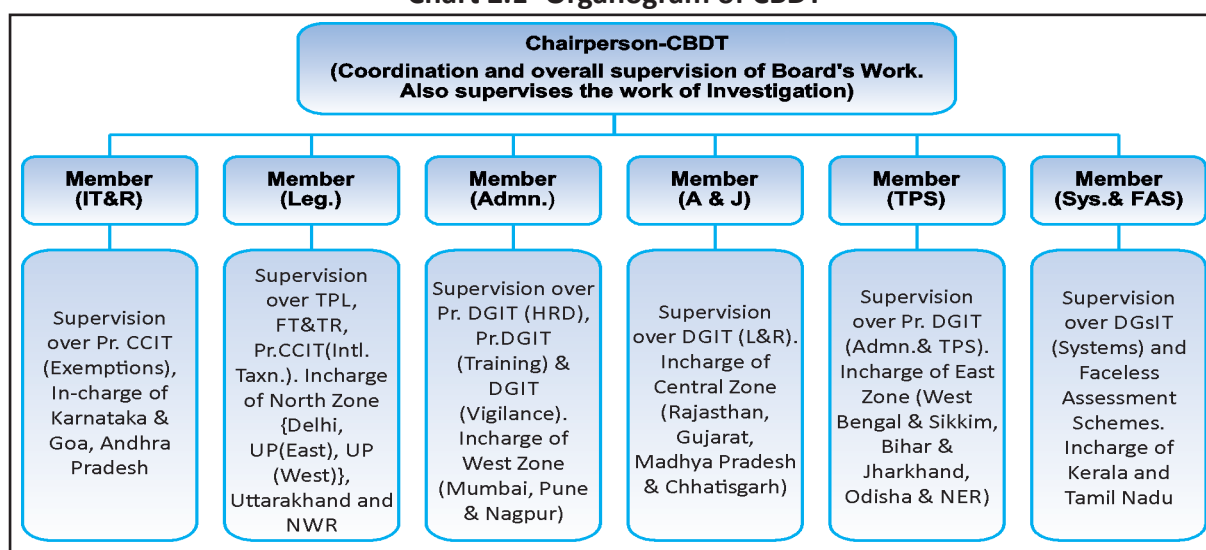 Chart 2.1- Organogram of CBDT
Chairperson-CBDT
(Coordination and overall supervision of Board's Work.
Also supervises the work of Investigation)
Member
(IT&R)
Member
(Leg.)
Member
(Admn.)
Member
(A & J)
Member
(TPS)
Member
(Sys.& FAS)
Supervision
over Pr. CCIT
(Exemptions),
In-charge of
Karnataka &
Goa, Andhra
Pradesh
Supervision
over TPL,
FT&TR,
Pr.CCIT(Intl.
Taxn.). Incharge
of North Zone
{Delhi,
UP(East), UP
(West)},
Uttarakhand and
NWR
Supervision over
Pr. DGIT (HRD),
Pr.DGIT
(Training) &
DGIT
(Vigilance).
Incharge of
West Zone
(Mumbai, Pune
& Nagpur)
Supervision
over DGIT (L&R).
Incharge of
Central Zone
(Rajasthan,
Gujarat,
Madhya Pradesh
& Chhatisgarh)
Supervision
over Pr. DGIT
(Admn.& TPS).
Incharge of East
Zone (West
Bengal & Sikkim,
Bihar &
Jharkhand,
Odisha & NER)
Supervision
over DGsIT
(Systems) and
Faceless
Assessment
Schemes.
Incharge of
Kerala and
Tamil Nadu